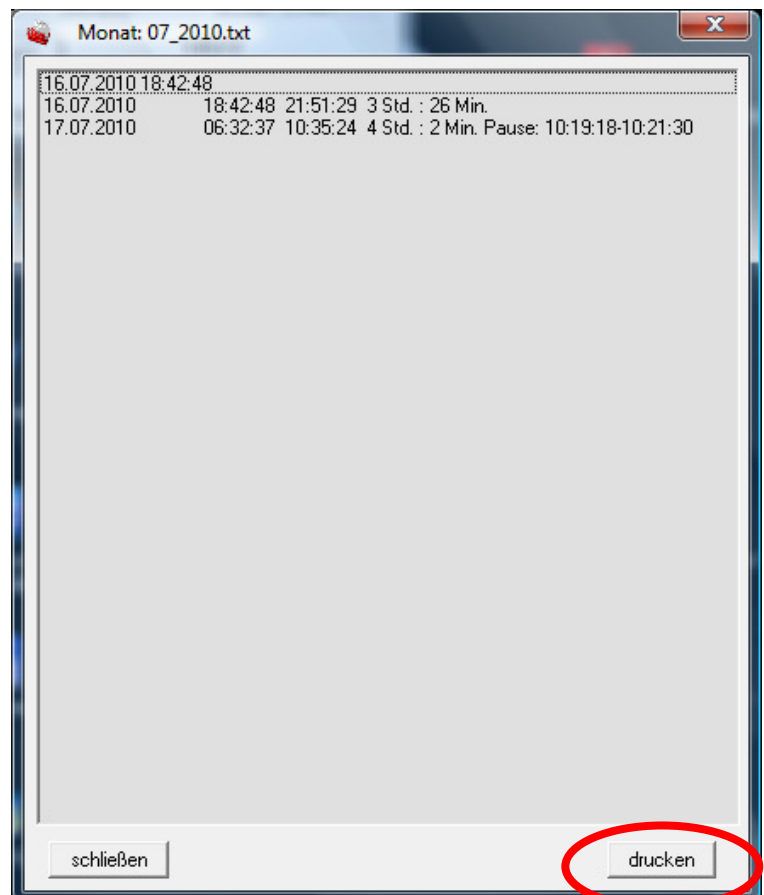 Monat: 07_2010.txt
X
16.07.2010 18:42:48
16.07.2010 18:42:48 21:51:29 3 Std. : 26 Min.
17.07.2010 06:32:37 10:35:24 4 Std. : 2 Min. Pause: 10:19:18-10:21:30
schließen drucken